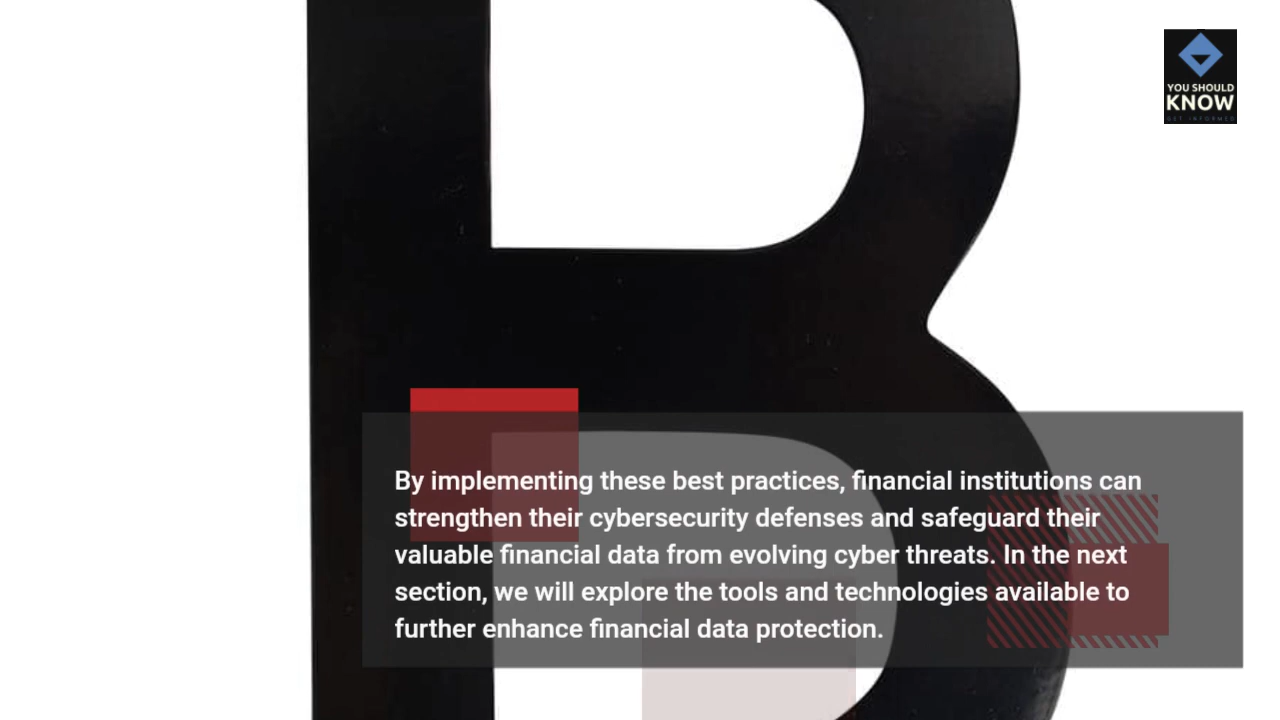 B
YOU SHOULD
KNOW
GET INFORMED
By implementing these best practices, financial institutions can
strengthen their cybersecurity defenses and safeguard their
valuable financial data from evolving cyber threats. In the next
section, we will explore the tools and technologies available to
further enhance financial data protection.